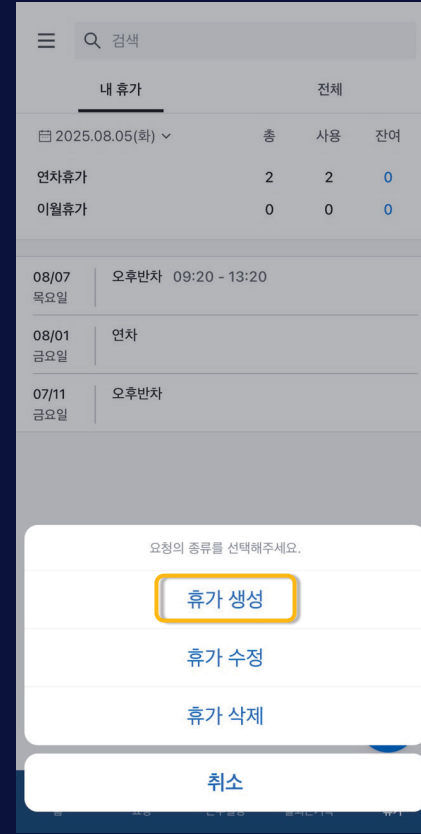 검색
내 휴가 전체
2025.08.05(화) 총 사용 잔여
연차휴가 2 2 0
이월휴가 0 0 0
08/07 오후반차 09:20 - 13:20
목요일
08/01 연차
금요일
07/11 오후반차
금요일
요청의 종류를 선택해주세요.
휴가 생성
휴가 수정
휴가 삭제
취소